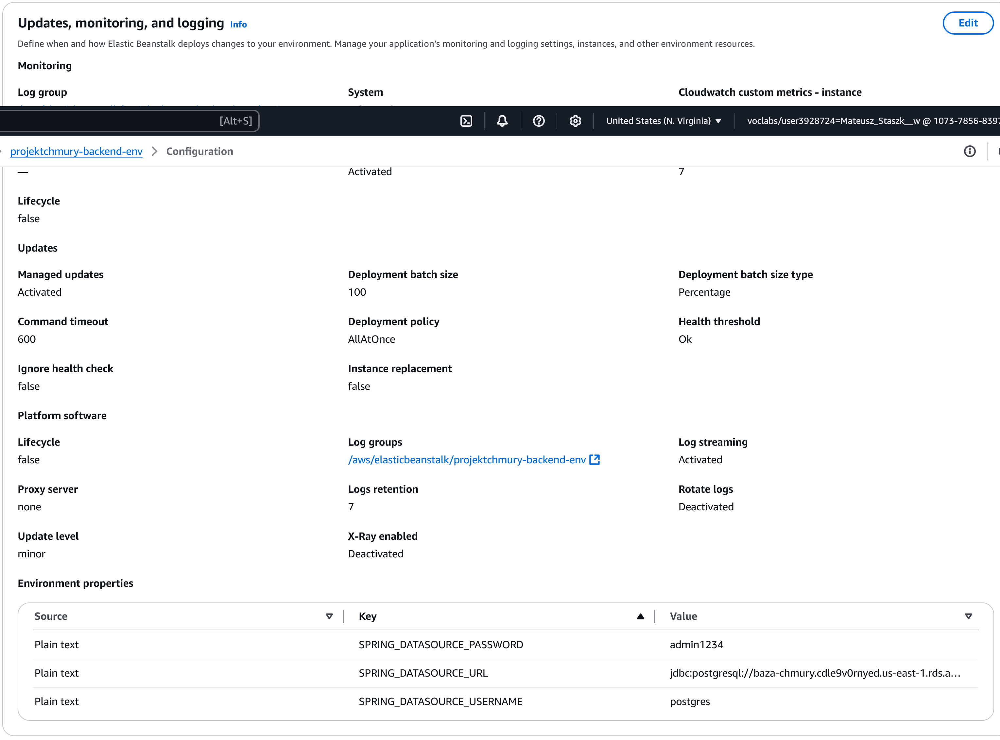 Updates, monitoring, and logging Info
Edit
Define when and how Elastic Beanstalk deploys changes to your environment. Manage your application’s monitoring and logging settings, instances, and other environment resources.
Monitoring
Log group System Cloudwatch custom metrics - instance
[Alt+S] United States (N. Virginia) voclabs/user3928724=Mateusz_Staszk__w @ 1073-7856-8397
projektchmury-backend-env Configuration
— Activated 7
Lifecycle
false
Updates
Managed updates Deployment batch size Deployment batch size type
Activated 100 Percentage
Command timeout Deployment policy Health threshold
600 AllAtOnce Ok
Ignore health check Instance replacement
false false
Platform software
Lifecycle Log groups Log streaming
false /aws/elasticbeanstalk/projektchmury-backend-env Activated
Proxy server Logs retention Rotate logs
none 7 Deactivated
Update level X-Ray enabled
minor Deactivated
Environment properties
Source Key Value
Plain text SPRING_DATASOURCE_PASSWORD admin1234
Plain text SPRING_DATASOURCE_URL jdbc:postgresql://baza-chmury.cdle9v0rnyed.us-east-1.rds.a...
Plain text SPRING_DATASOURCE_USERNAME postgres